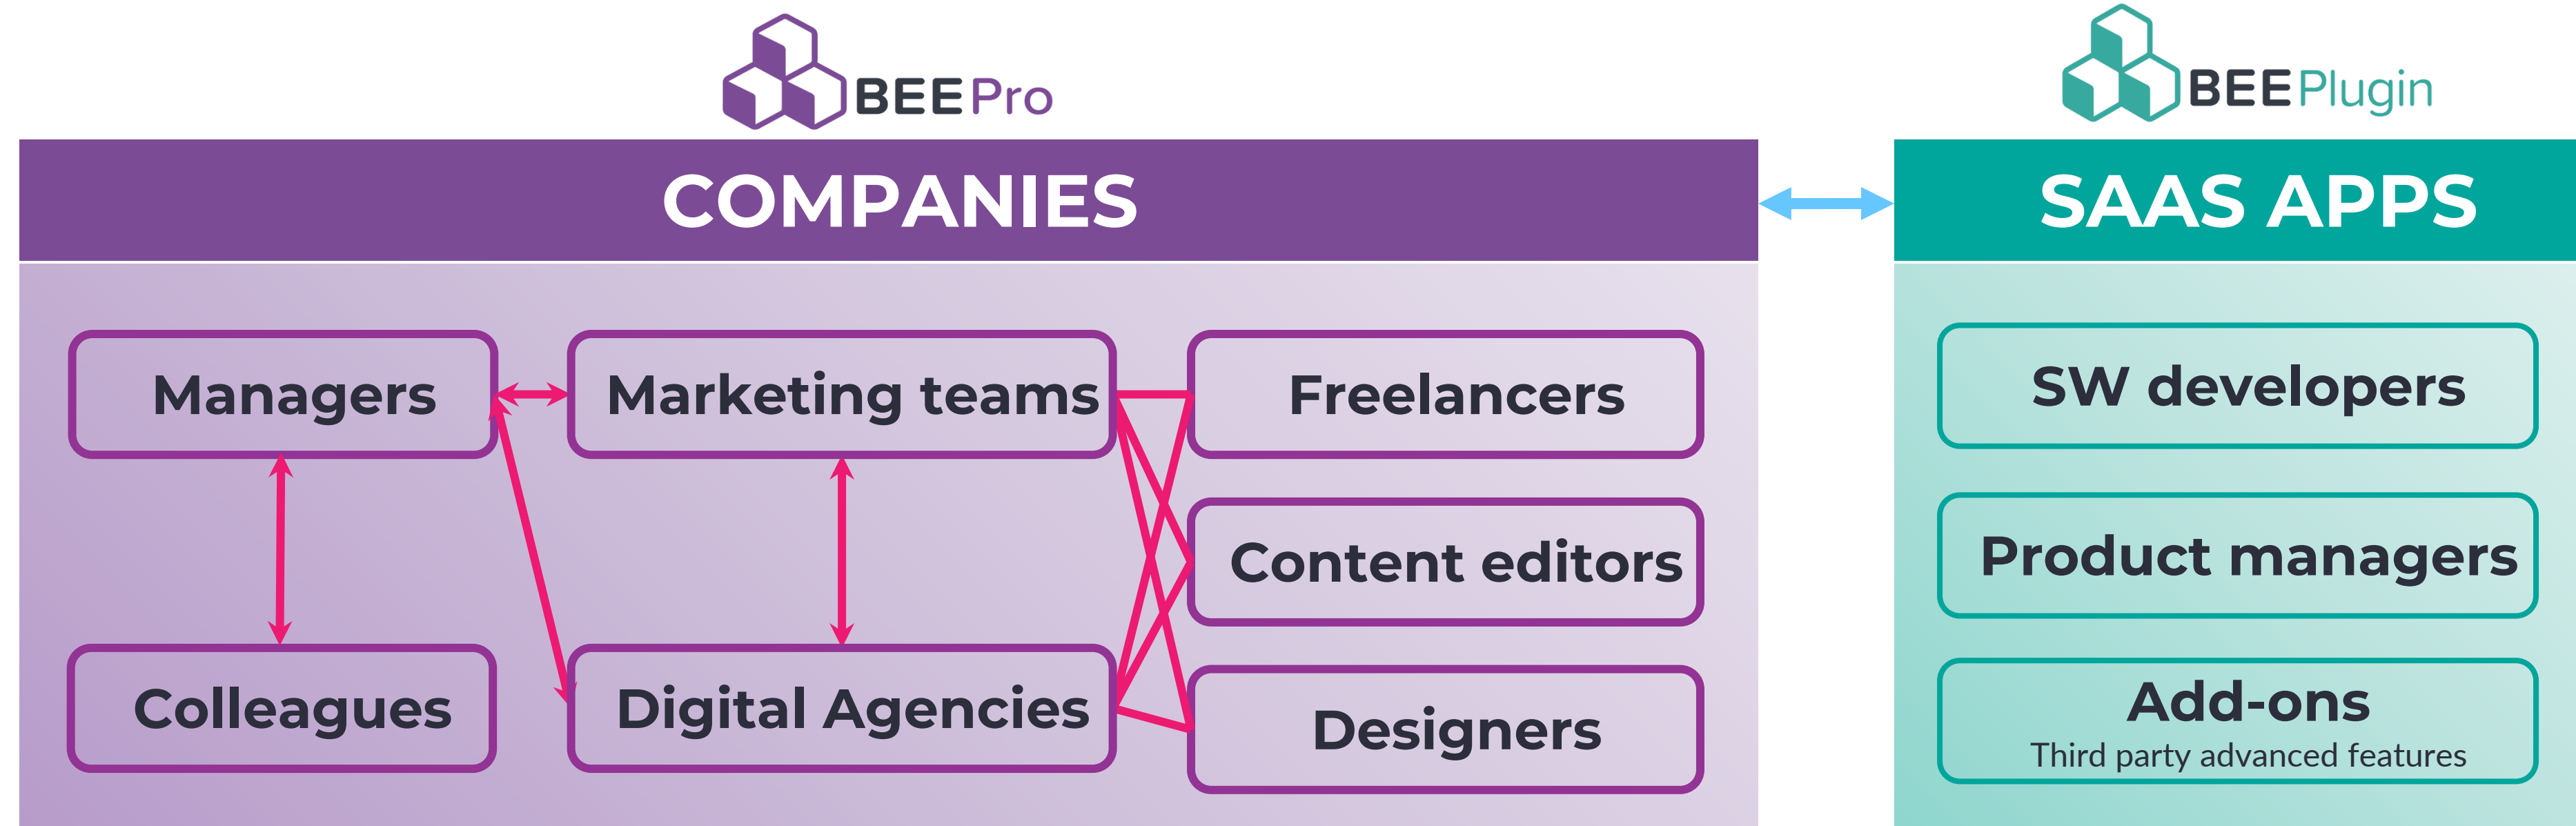 BEEPro
BEEPlugin
COMPANIES
SAAS APPS
Managers
Marketing teams
Freelancers
Content editors
Colleagues
Digital Agencies
Designers
SW developers
Product managers
Add-ons
Third party advanced features